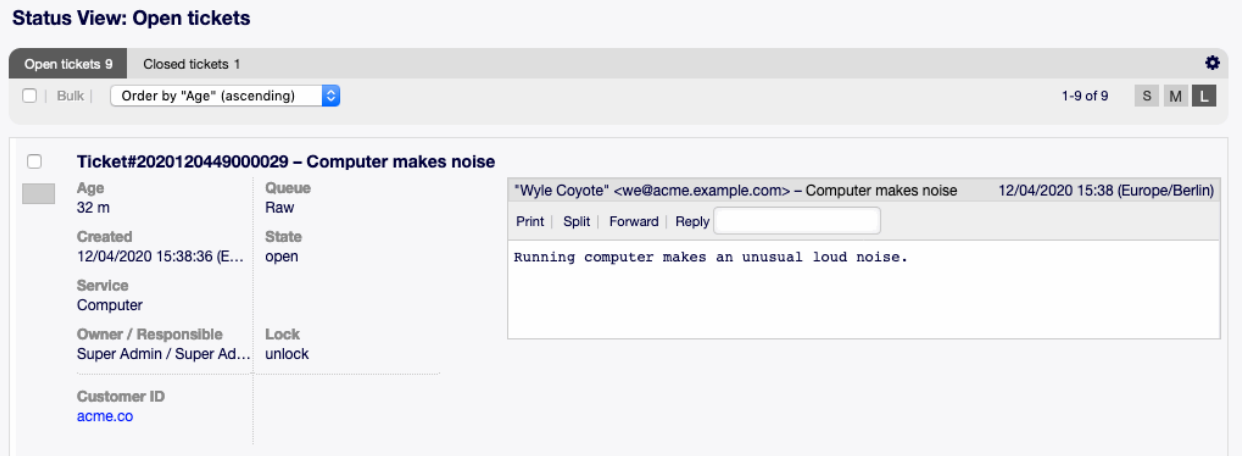 Status View: Open tickets
Open tickets 9 Closed tickets 1
Bulk | Order by "Age" (ascending) 1-9 of 9 S M L
Ticket#2020120449000029 – Computer makes noise
Age Queue
32 m Raw
Created State
12/04/2020 15:38:36 (E... open
Service
Computer
Owner / Responsible Lock
Super Admin / Super Ad... unlock
Customer ID
acme.co
"Wyle Coyote" <we@acme.example.com> – Computer makes noise 12/04/2020 15:38 (Europe/Berlin)
Print | Split | Forward | Reply
Running computer makes an unusual loud noise.